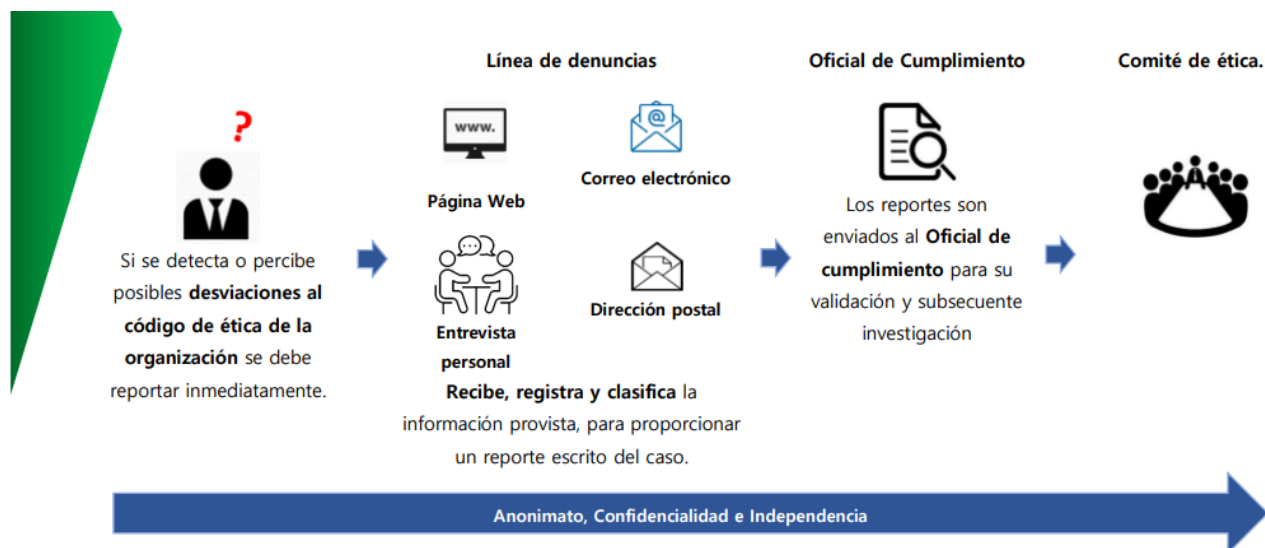 Línea de denuncias
Oficial de Cumplimiento
Comité de ética.
?
Si se detecta o percibe
posibles desviaciones al
código de ética de la
organización se debe
reportar inmediatamente.
www.
Página Web
@
Correo electrónico
Entrevista
personal
Dirección postal
Recibe, registra y clasifica la
información provista, para proporcionar
un reporte escrito del caso.
Los reportes son
enviados al Oficial de
cumplimiento para su
validación y subsecuente
investigación
Anonimato, Confidencialidad e Independencia